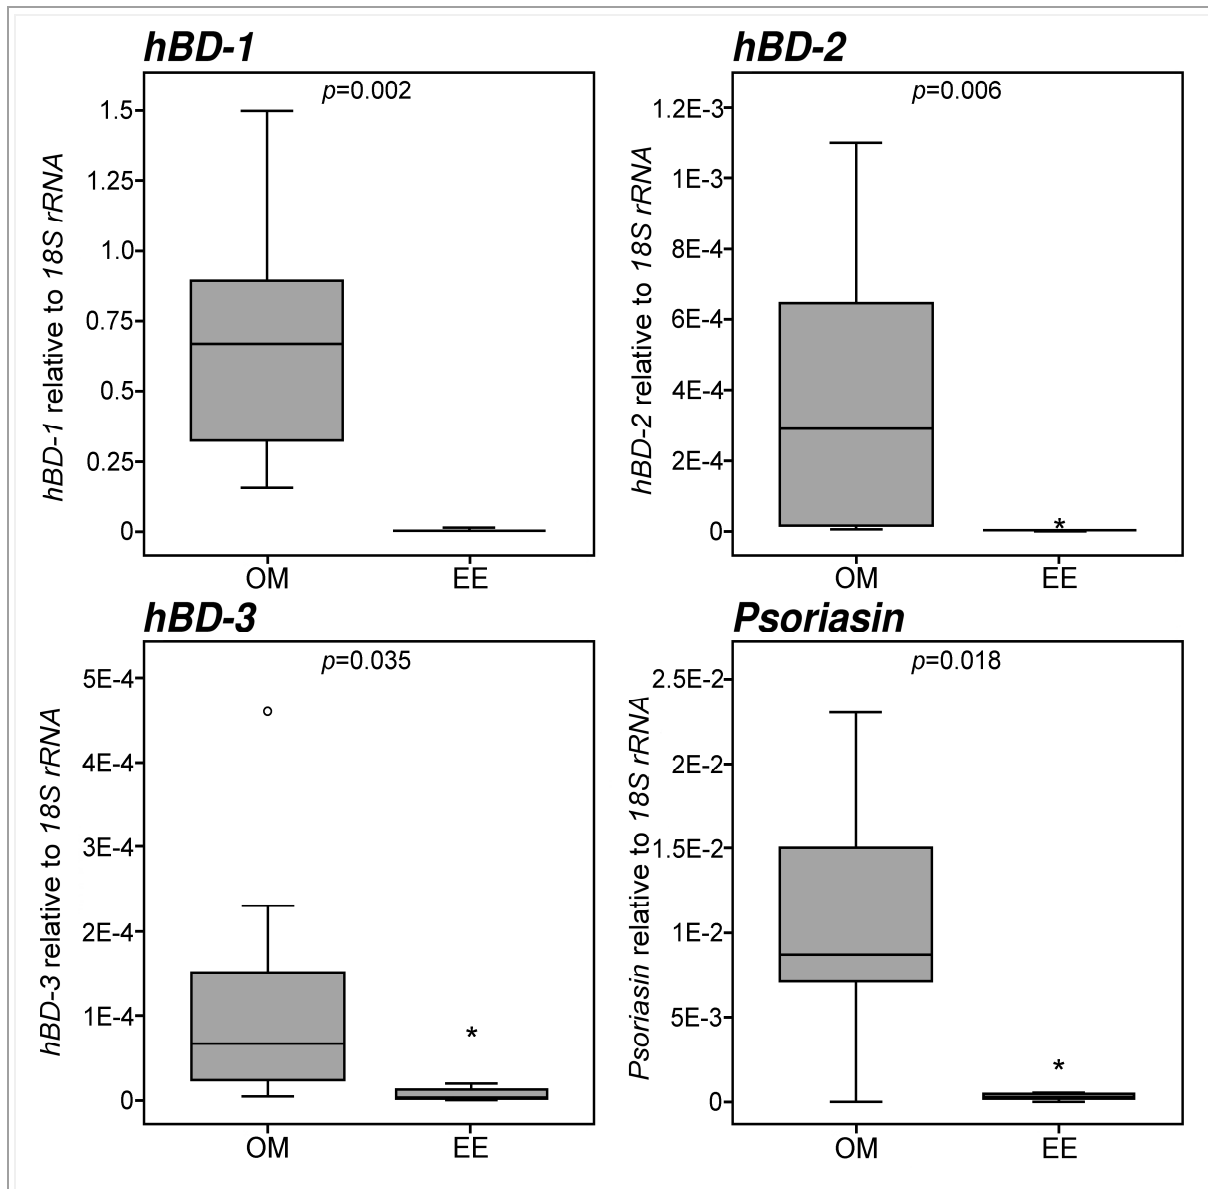 hBD-1
p=0.002
hBD-1 relative to 18S rRNA
1.5
1.25
1.0
0.75
0.5
0.25
0
OM EE
hBD-2
p=0.006
hBD-2 relative to 18S rRNA
1.2E-3
1E-3
8E-4
6E-4
4E-4
2E-4
0
*
OM EE
hBD-3
p=0.035
hBD-3 relative to 18S rRNA
5E-4
4E-4
3E-4
2E-4
1E-4
0
*
OM EE
Psoriasin
p=0.018
Psoriasin relative to 18S rRNA
2.5E-2
2E-2
1.5E-2
1E-2
5E-3
0
*
OM EE